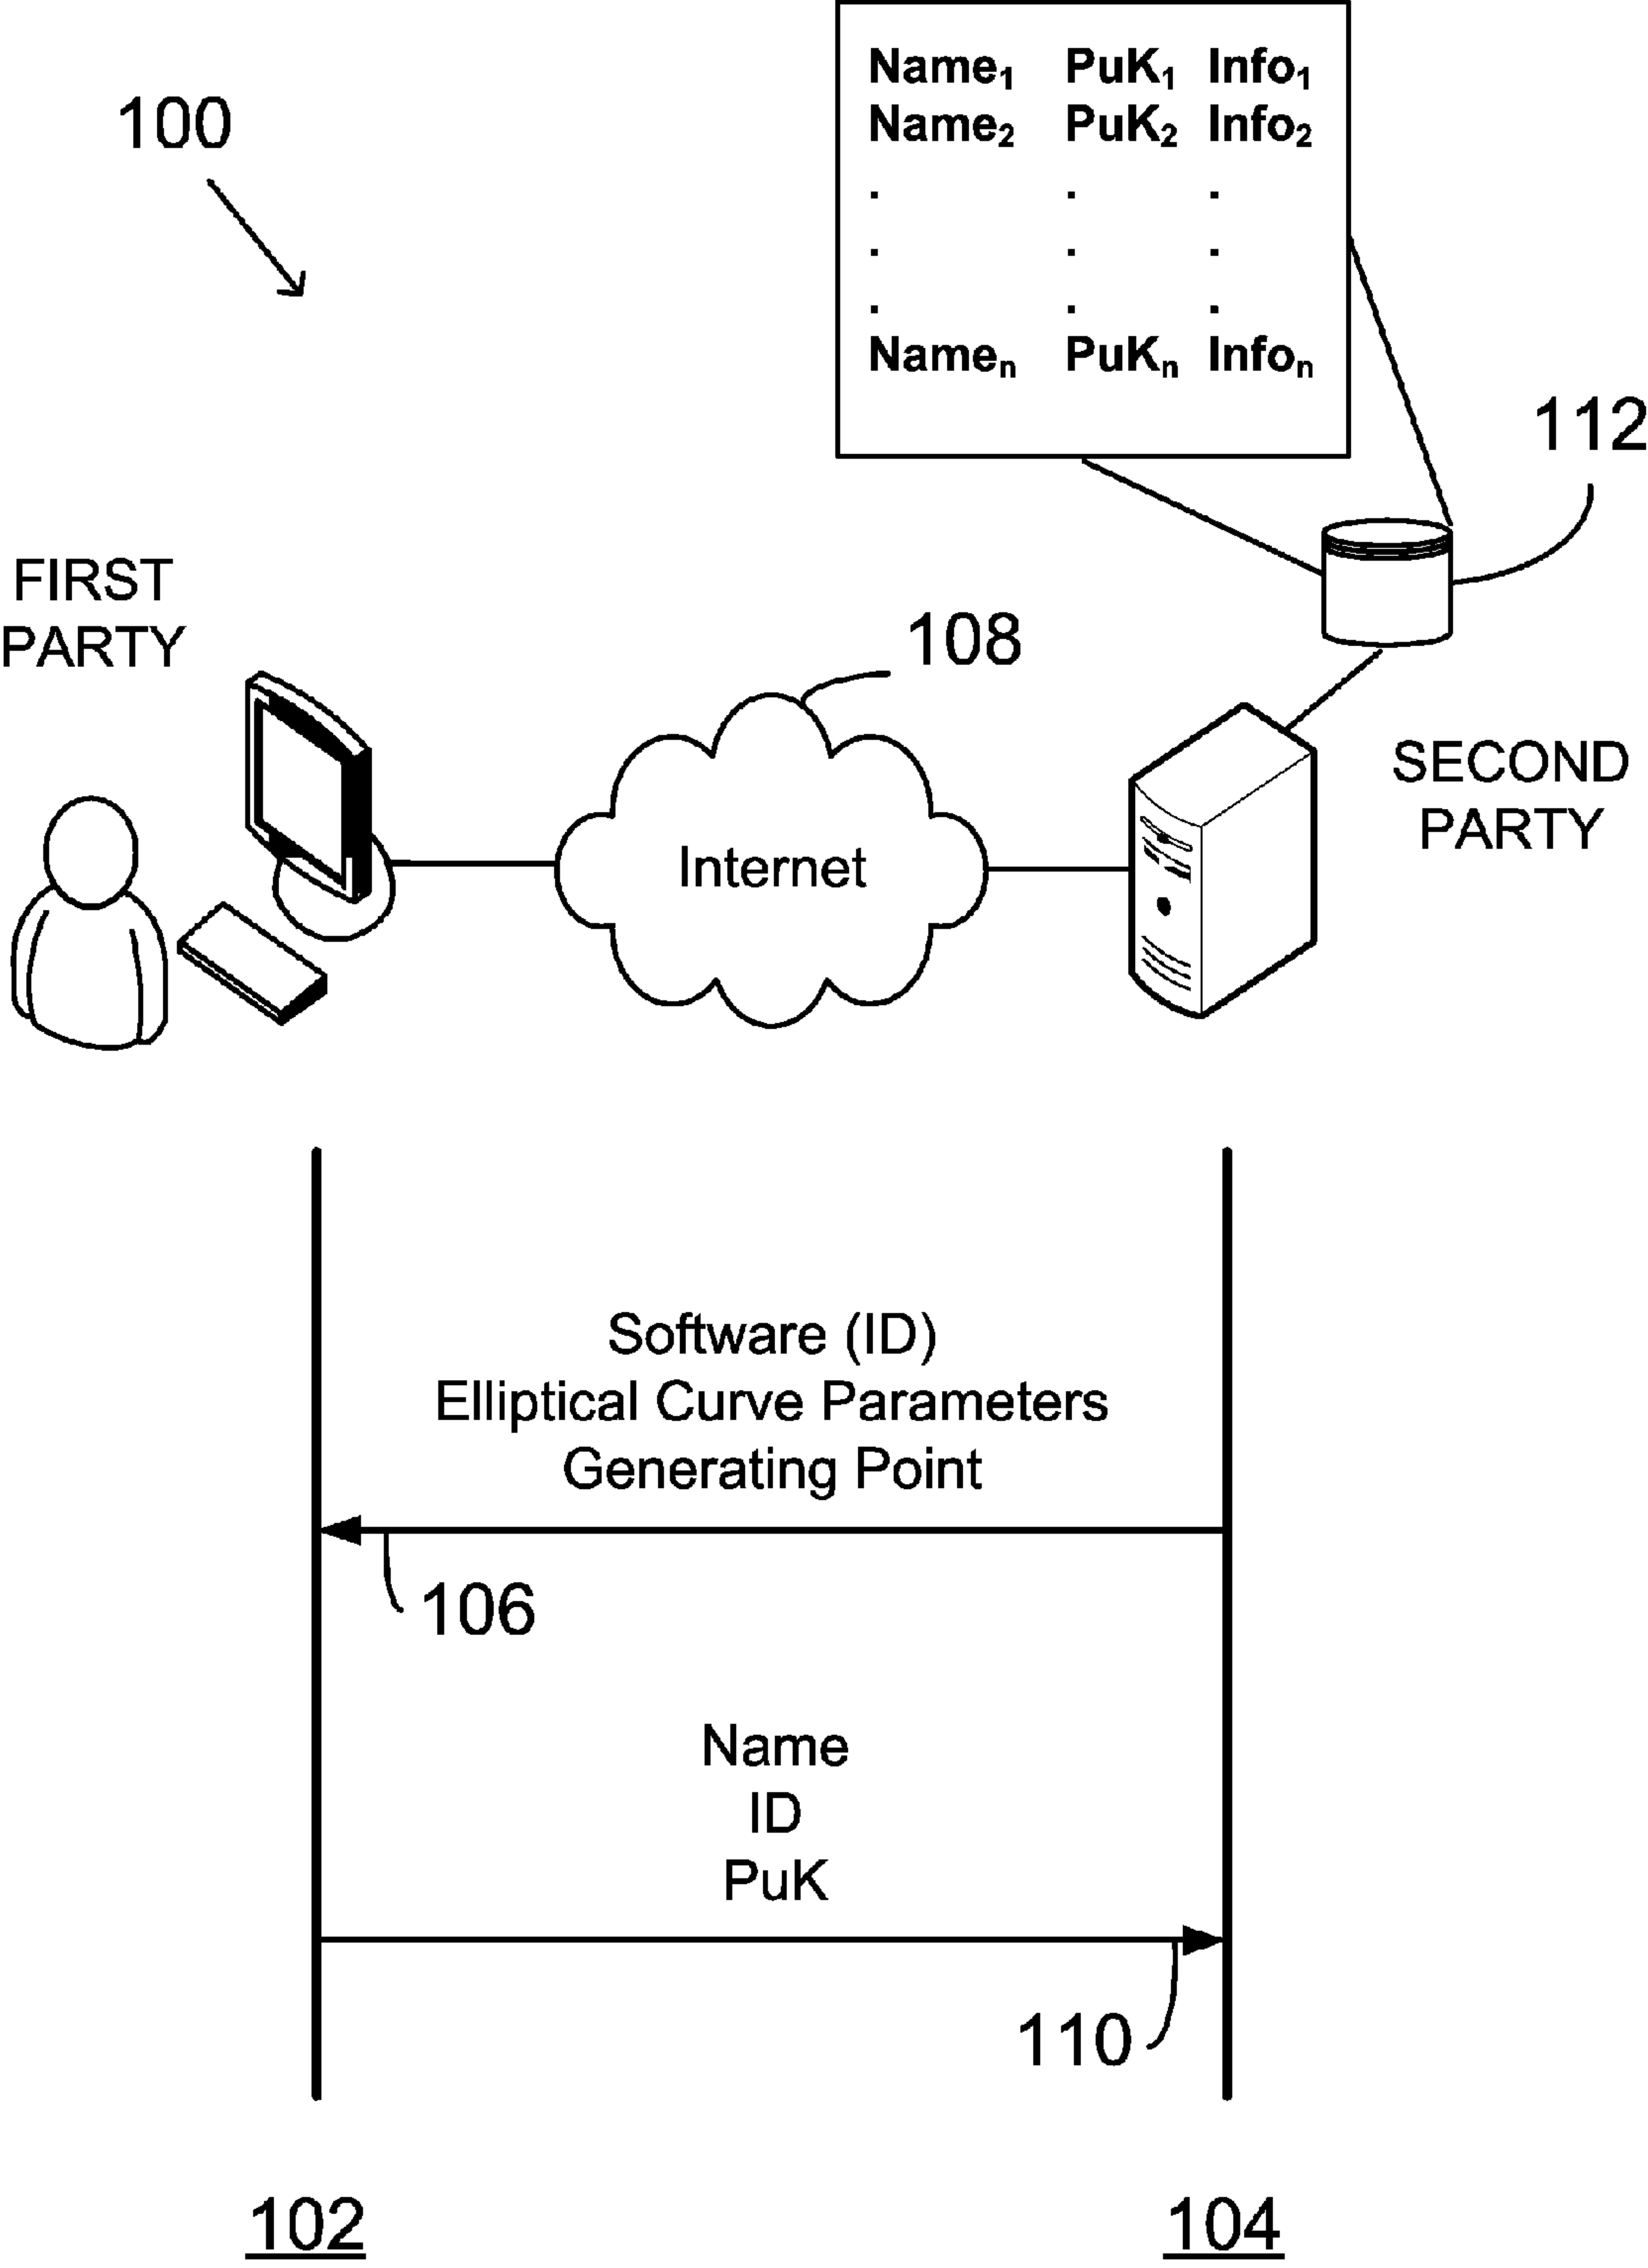 Name₁ PuK₁ Info₁
Name₂ PuK₂ Info₂
. . .
. . .
. . .
Nameₙ PuKₙ Infoₙ
100
112
FIRST
PARTY
108
SECOND
PARTY
Internet
Software (ID)
Elliptical Curve Parameters
Generating Point
106
Name
ID
PuK
110
102
104